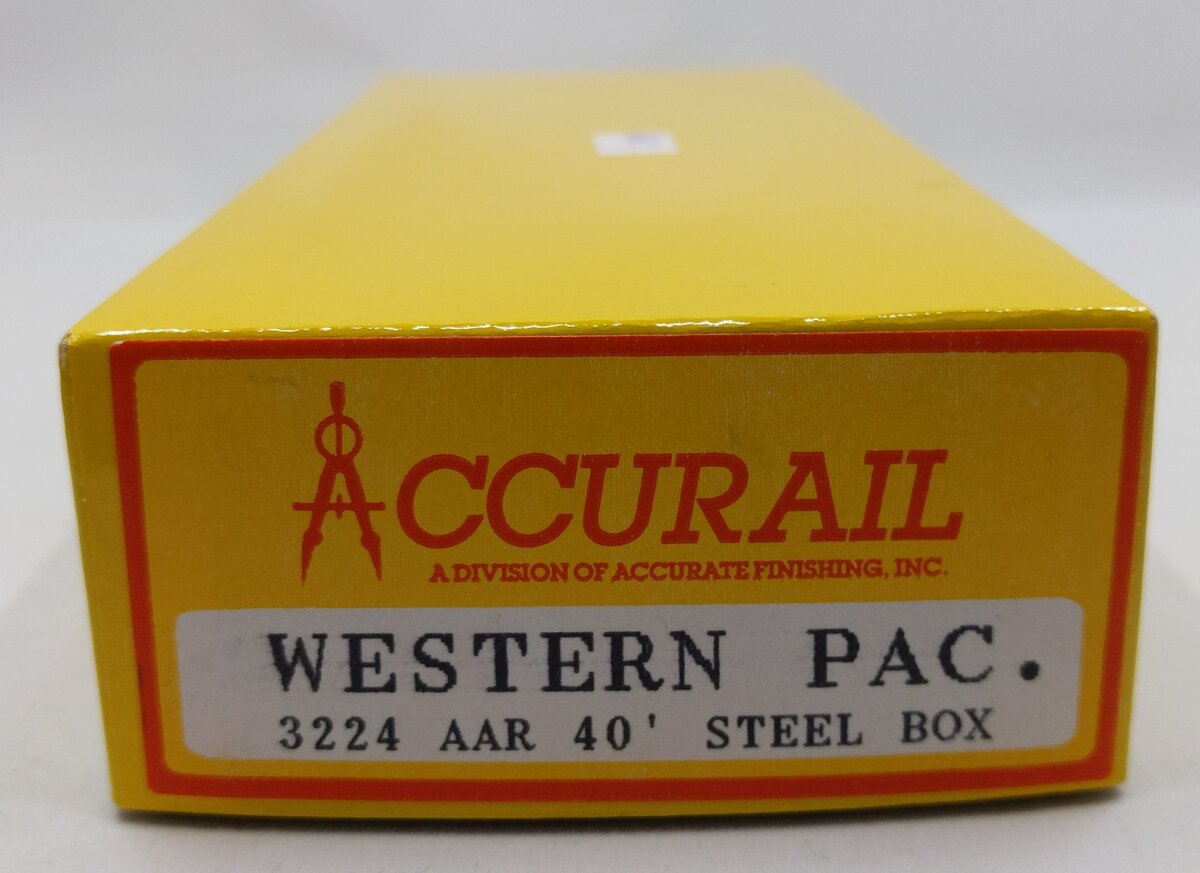 ACCURAIL
A DIVISION OF ACCURATE FINISHING, INC.
WESTERN PAC.
3224 AAR 40' STEEL BOX